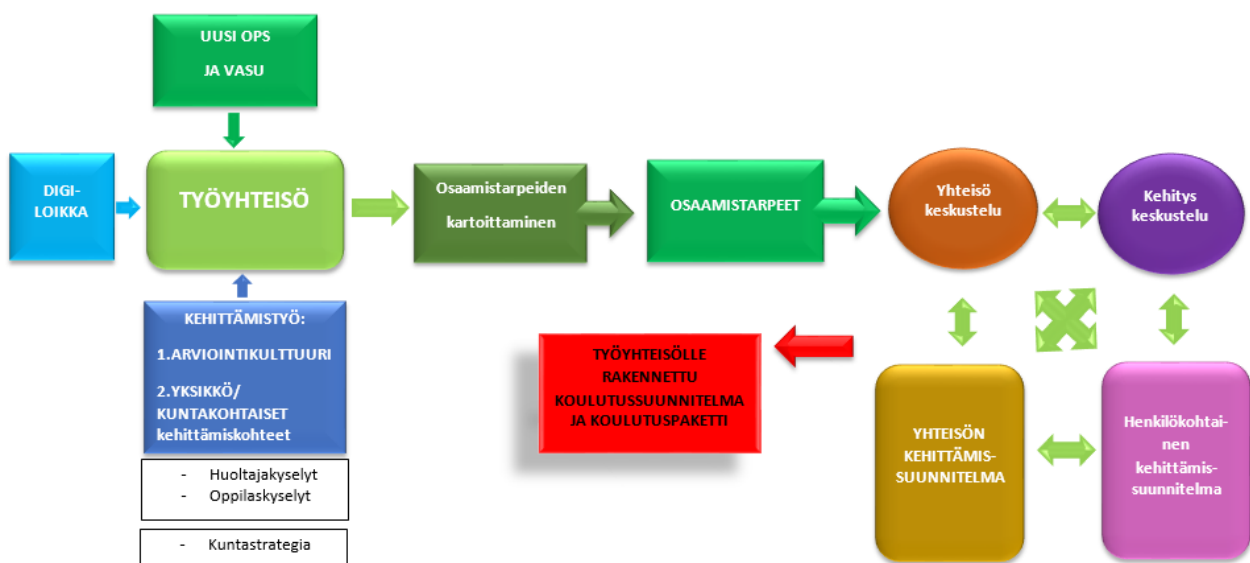 UUSI OPS
JA VASU
DIGI-
LOIKKA
TYÖYHTEISÖ
Osaamistarpeiden
kartoittaminen
OSAAMISTARPEET
Yhteisö
keskustelu
Kehitys
keskustelu
KEHITTÄMISTYÖ:
1.ARVIOINTIKULTTUURI
2.YKSIKKÖ/
KUNTAKOHTAISET
kehittämiskohteet
- Huoltajakyselyt
- Oppilaskyselyt
- Kuntastrategia
TYÖYHTEISÖLLE
RAKENNETTU
KOULUTUSSUUNNITELMA
JA KOULUTUSPAKETTI
YHTEISÖN
KEHITTÄMIS-
SUUNNITELMA
Henkilökohtai-
nen
kehittämis-
suunnitelma